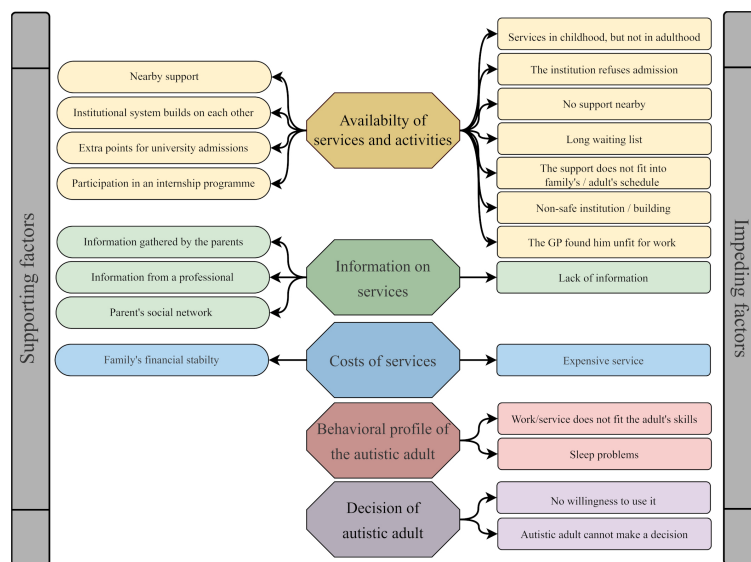 Supporting factors
Nearby support
Institutional system builds on each other
Extra points for university admissions
Participation in an internship programme
Availabilty of
services and activities
Services in childhood, but not in adulthood
The institution refuses admission
No support nearby
Long waiting list
The support does not fit into
family's / adult's schedule
Non-safe institution / building
The GP found him unfit for work
Information gathered by the parents
Information from a professional
Parent's social network
Information on
services
Lack of information
Family's financial stabilty
Costs of services
Expensive service
Behavioral profile of
the autistic adult
Work/service does not fit the adult's skills
Sleep problems
Decision of
autistic adult
No willingness to use it
Autistic adult cannot make a decision
Impeding factors